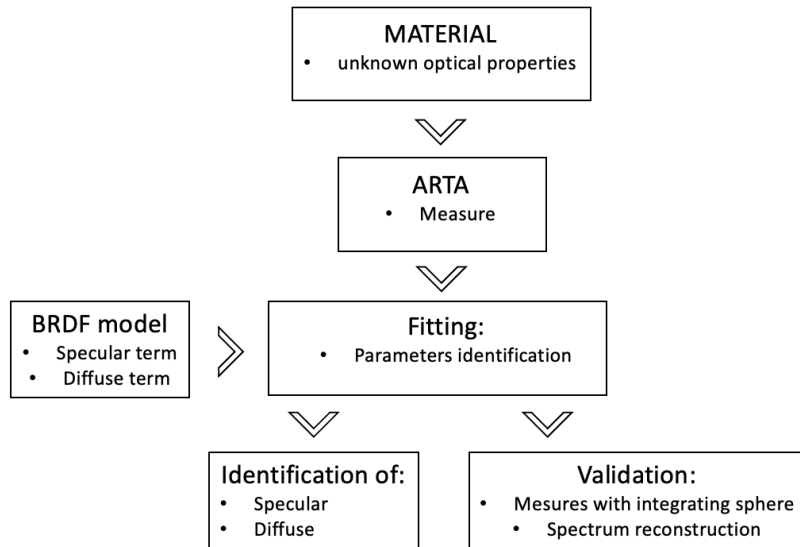 MATERIAL
• unknown optical properties
ARTA
• Measure
BRDF model
• Specular term
• Diffuse term
Fitting:
• Parameters identification
Identification of:
• Specular
• Diffuse
Validation:
• Mesures with integrating sphere
• Spectrum reconstruction